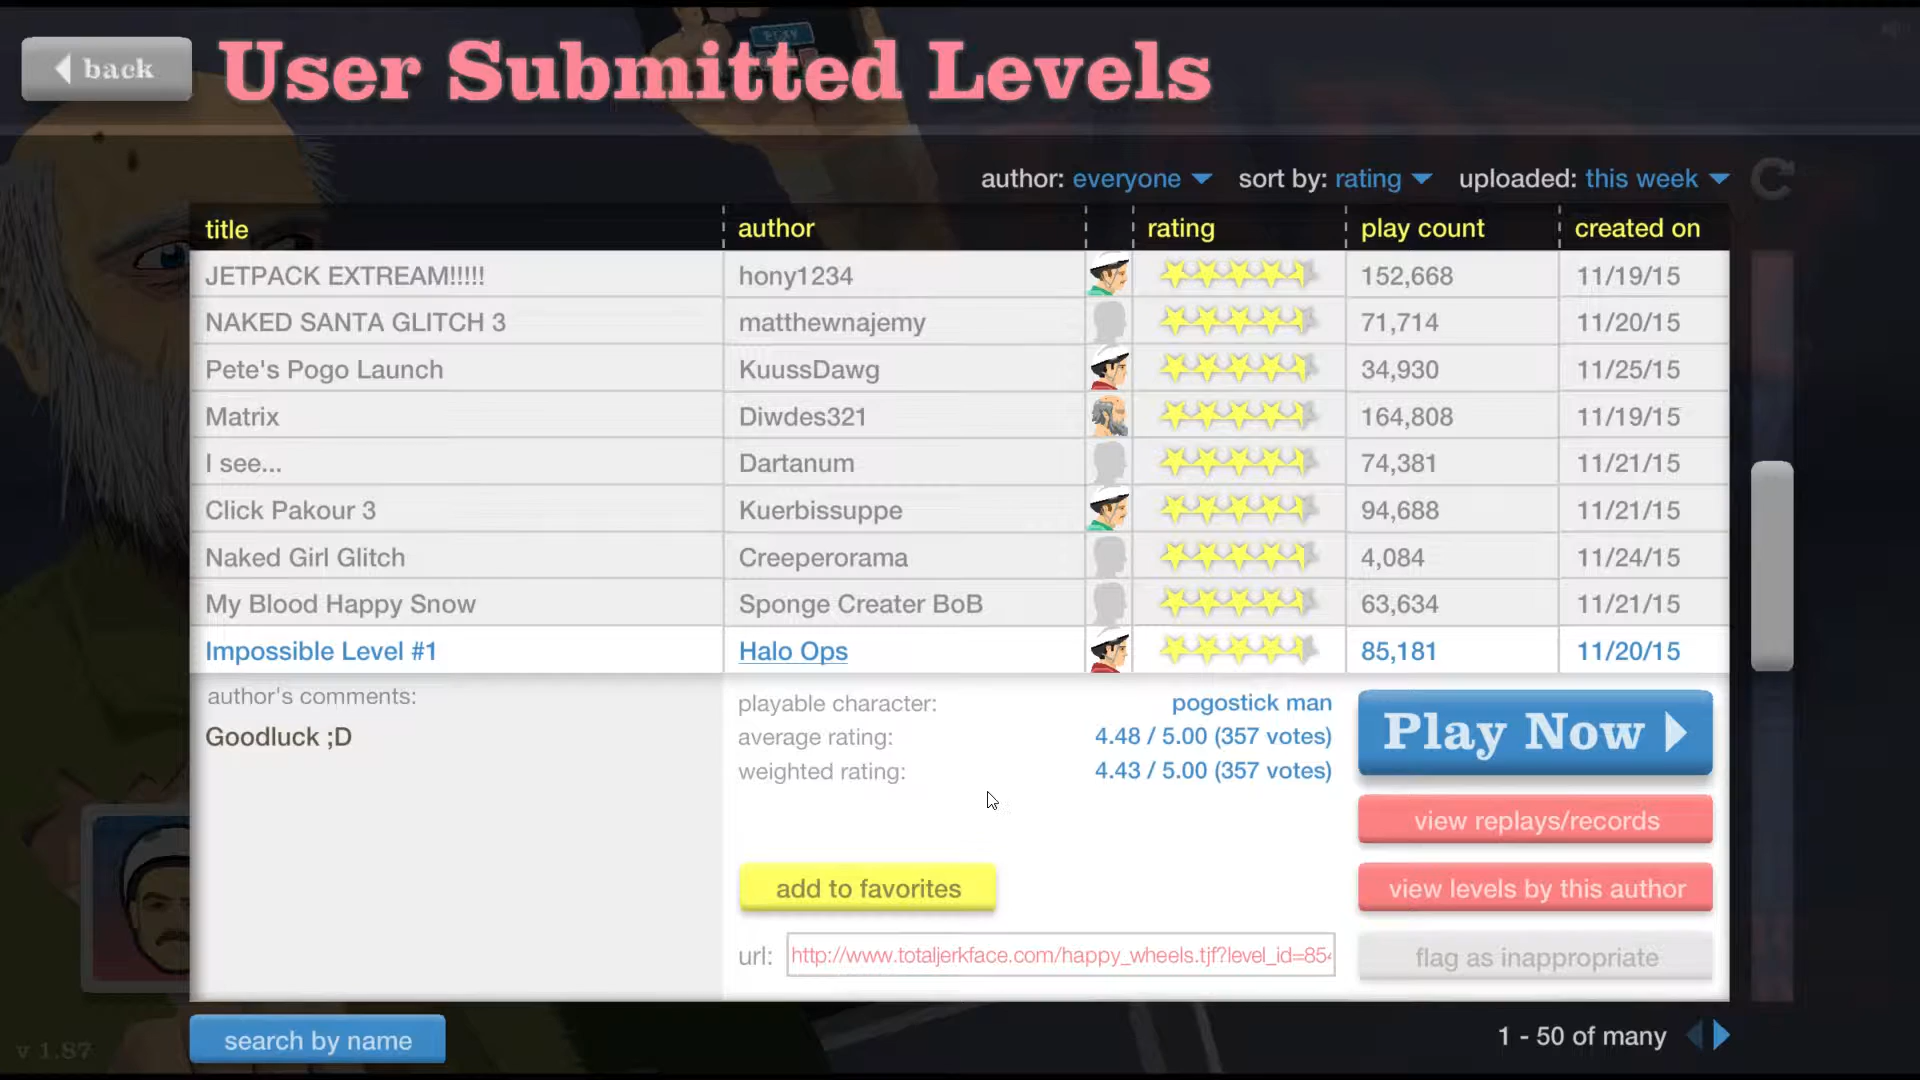 back
User Submitted Levels
author: everyone sort by: rating uploaded: this week
title author rating play count created on
JETPACK EXTREAM!!!!! hony1234 152,668 11/19/15
NAKED SANTA GLITCH 3 matthewnajemy 71,714 11/20/15
Pete's Pogo Launch KuussDawg 34,930 11/25/15
Matrix Diwdes321 164,808 11/19/15
I see... Dartanum 74,381 11/21/15
Click Pakour 3 Kuerbissuppe 94,688 11/21/15
Naked Girl Glitch Creeperorama 4,084 11/24/15
My Blood Happy Snow Sponge Creater BoB 63,634 11/21/15
Impossible Level #1 Halo Ops 85,181 11/20/15
author's comments:
Goodluck ;D
playable character: pogostick man
average rating: 4.48 / 5.00 (357 votes)
weighted rating: 4.43 / 5.00 (357 votes)
Play Now
view replays/records
add to favorites
view levels by this author
url: http://www.totaljerkface.com/happy_wheels.tjf?level_id=85
flag as inappropriate
search by name
1 - 50 of many
v 1.87